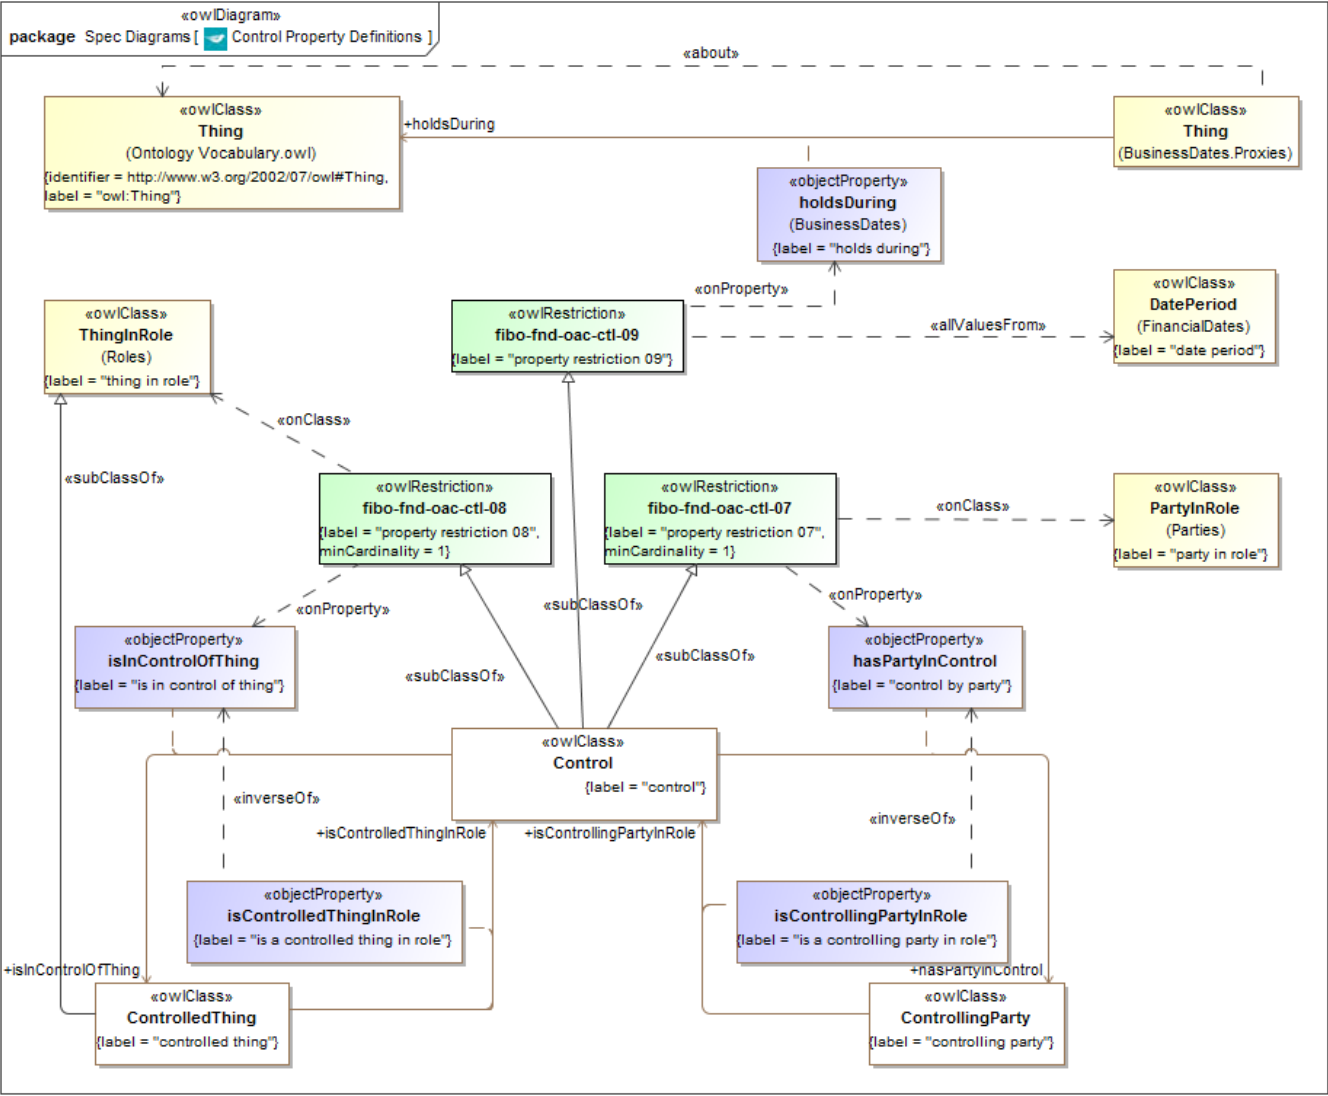 «owlDiagram»
package Spec Diagrams [ Control Property Definitions ]
«about»
«owlClass»
Thing
(Ontology Vocabulary.owl)
{identifier = http://www.w3.org/2002/07/owl#Thing,
label = "owl:Thing"}
+holdsDuring
«owlClass»
Thing
(BusinessDates.Proxies)
«objectProperty»
holdsDuring
(BusinessDates)
{label = "holds during"}
«onProperty»
«owlClass»
DatePeriod
(FinancialDates)
{label = "date period"}
«allValuesFrom»
«owlClass»
ThingInRole
(Roles)
{label = "thing in role"}
«owlRestriction»
fibo-fnd-oac-ctl-09
{label = "property restriction 09"}
«onClass»
«subClassOf»
«owlRestriction»
fibo-fnd-oac-ctl-08
{label = "property restriction 08",
minCardinality = 1}
«owlRestriction»
fibo-fnd-oac-ctl-07
{label = "property restriction 07",
minCardinality = 1}
«onClass»
«owlClass»
PartyInRole
(Parties)
{label = "party in role"}
«onProperty»
«subClassOf»
«onProperty»
«objectProperty»
isInControlOfThing
{label = "is in control of thing"}
«subClassOf»
«subClassOf»
«objectProperty»
hasPartyInControl
{label = "control by party"}
«owlClass»
Control
{label = "control"}
«inverseOf»
«inverseOf»
+isControlledThingInRole
+isControllingPartyInRole
«objectProperty»
isControlledThingInRole
{label = "is a controlled thing in role"}
«objectProperty»
isControllingPartyInRole
{label = "is a controlling party in role"}
+isInControlOfThing
+hasPartyInControl
«owlClass»
ControlledThing
{label = "controlled thing"}
«owlClass»
ControllingParty
{label = "controlling party"}